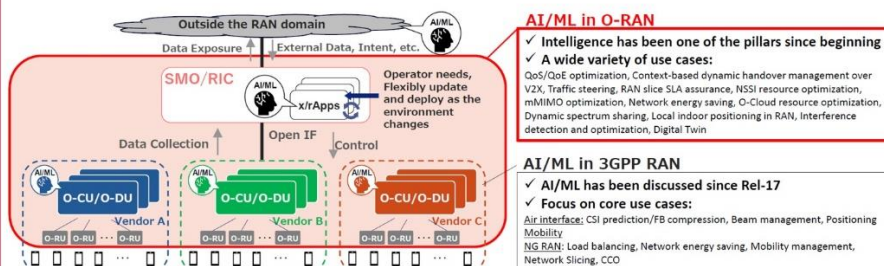 Outside the RAN domain
AI/ML
Data Exposure
External Data, Intent, etc.
SMO/RIC
AI/ML
x/rApps
Operator needs,
Flexibly update
and deploy as the
environment
changes
Data Collection
Open IF
Control
AI/ML
O-CU/O-DU
Vendor A
O-RU O-RU ... O-RU
AI/ML
O-CU/O-DU
Vendor B
O-RU O-RU ... O-RU
AI/ML
O-CU/O-DU
Vendor C
O-RU O-RU ... O-RU
AI/ML in O-RAN
✓ Intelligence has been one of the pillars since beginning
✓ A wide variety of use cases:
QoS/QoE optimization, Context-based dynamic handover management over
V2X, Traffic steering, RAN slice SLA assurance, NSSI resource optimization,
mMIMO optimization, Network energy saving, O-Cloud resource optimization,
Dynamic spectrum sharing, Local indoor positioning in RAN, Interference
detection and optimization, Digital Twin
AI/ML in 3GPP RAN
✓ AI/ML has been discussed since Rel-17
✓ Focus on core use cases:
Air interface: CSI prediction/FB compression, Beam management, Positioning
Mobility
NG RAN: Load balancing, Network energy saving, Mobility management,
Network Slicing, CCO